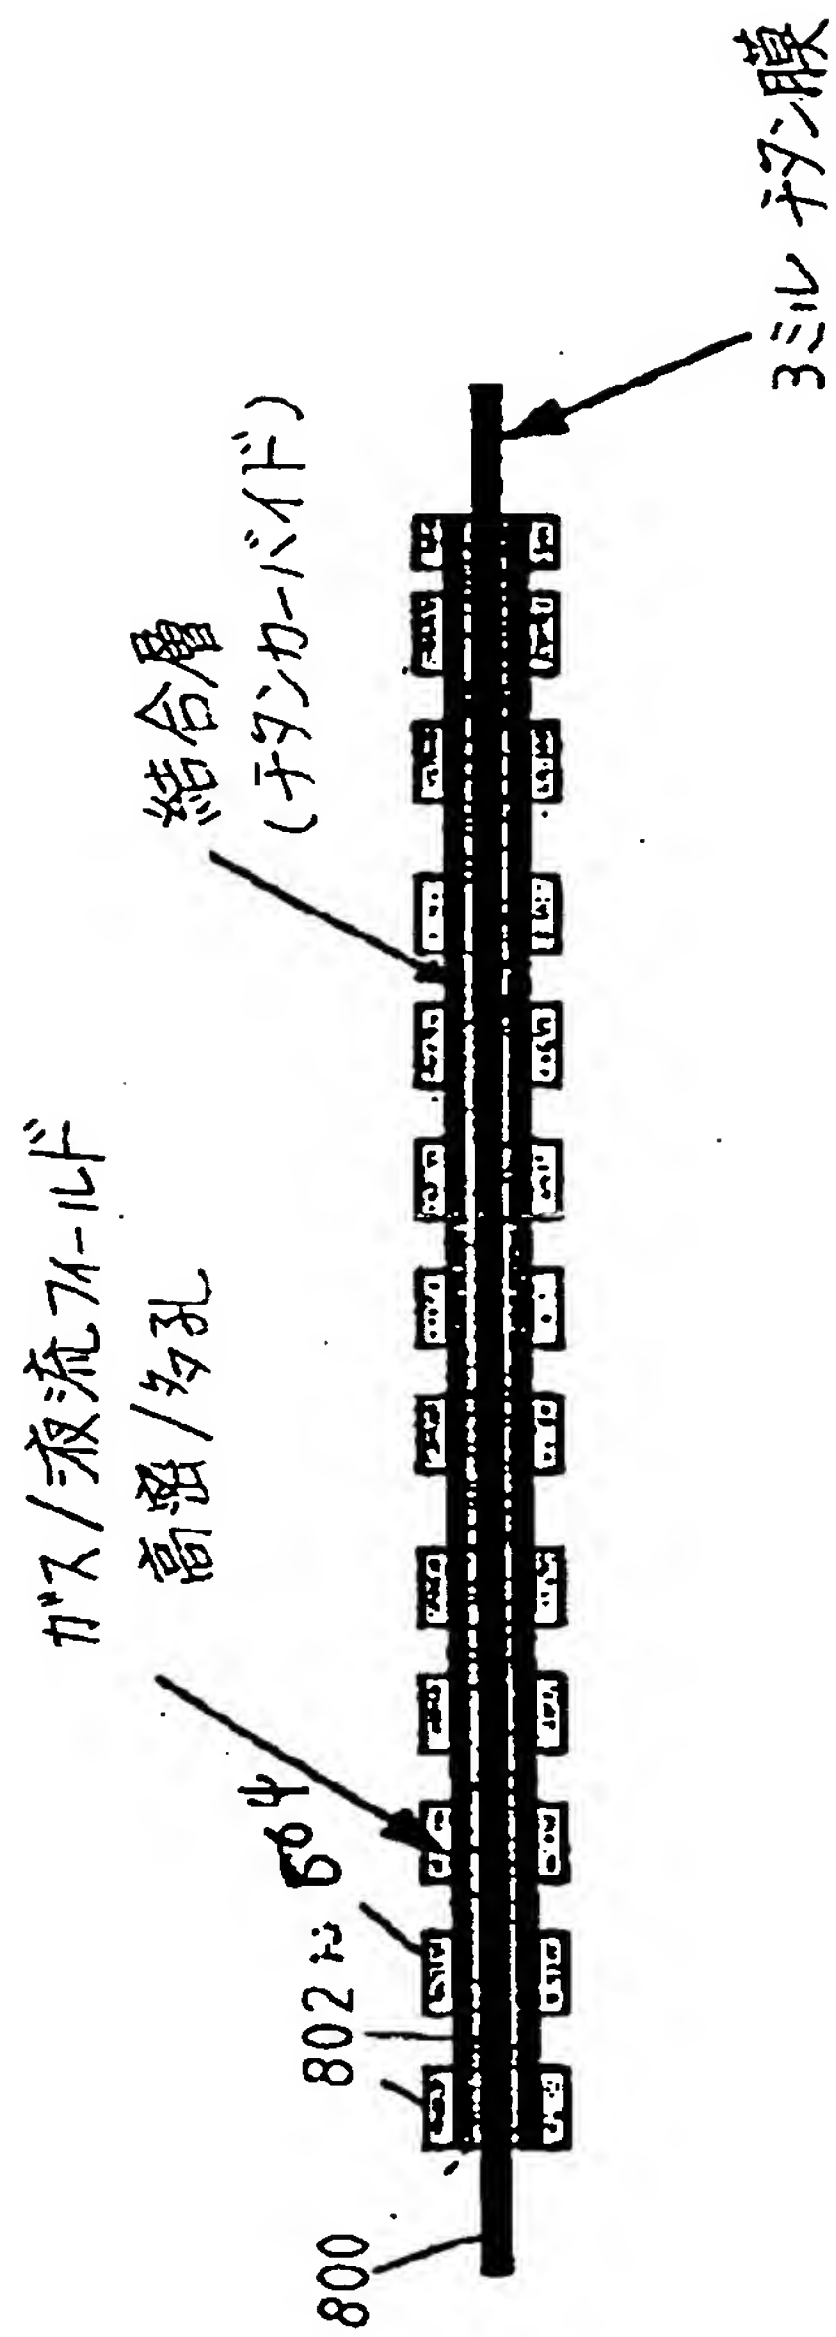 ガス/液流フィールド
高密/多孔
結合層
(チタンカーバイド)
3ミル チタン膜
800
802